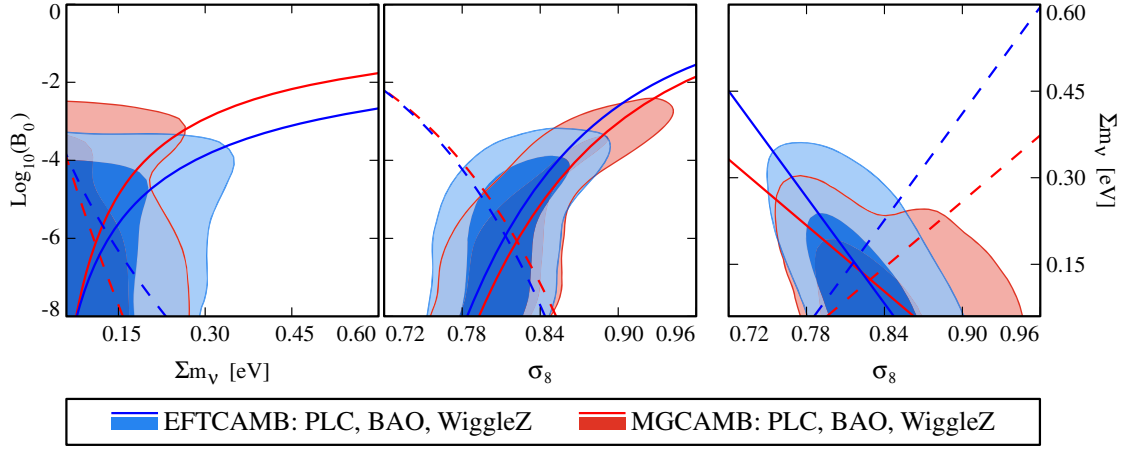 0
-2
-4
-6
-8
Log₁₀(B₀)
0.15 0.30 0.45 0.60
Σmν [eV]
0.72 0.78 0.84 0.90 0.96
σ₈
0.72 0.78 0.84 0.90 0.96
σ₈
0.60
0.45
0.30
0.15
Σmν [eV]
EFTCAMB: PLC, BAO, WiggleZ
MGCAMB: PLC, BAO, WiggleZ